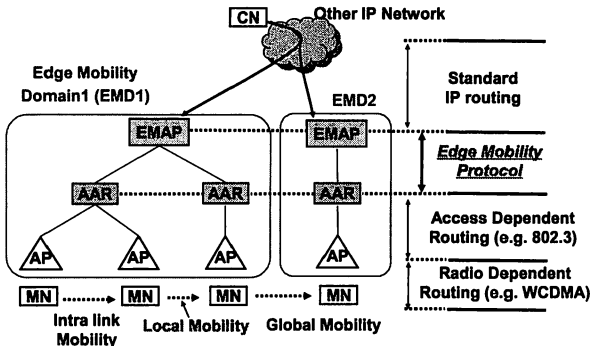 CN
Other IP Network
Edge Mobility
Domain1 (EMD1)
EMD2
Standard
IP routing
EMAP
EMAP
Edge Mobility
Protocol
AAR
AAR
AAR
Access Dependent
Routing (e.g. 802.3)
AP
AP
AP
AP
Radio Dependent
Routing (e.g. WCDMA)
MN
MN
MN
MN
Intra link
Mobility
Local Mobility
Global Mobility